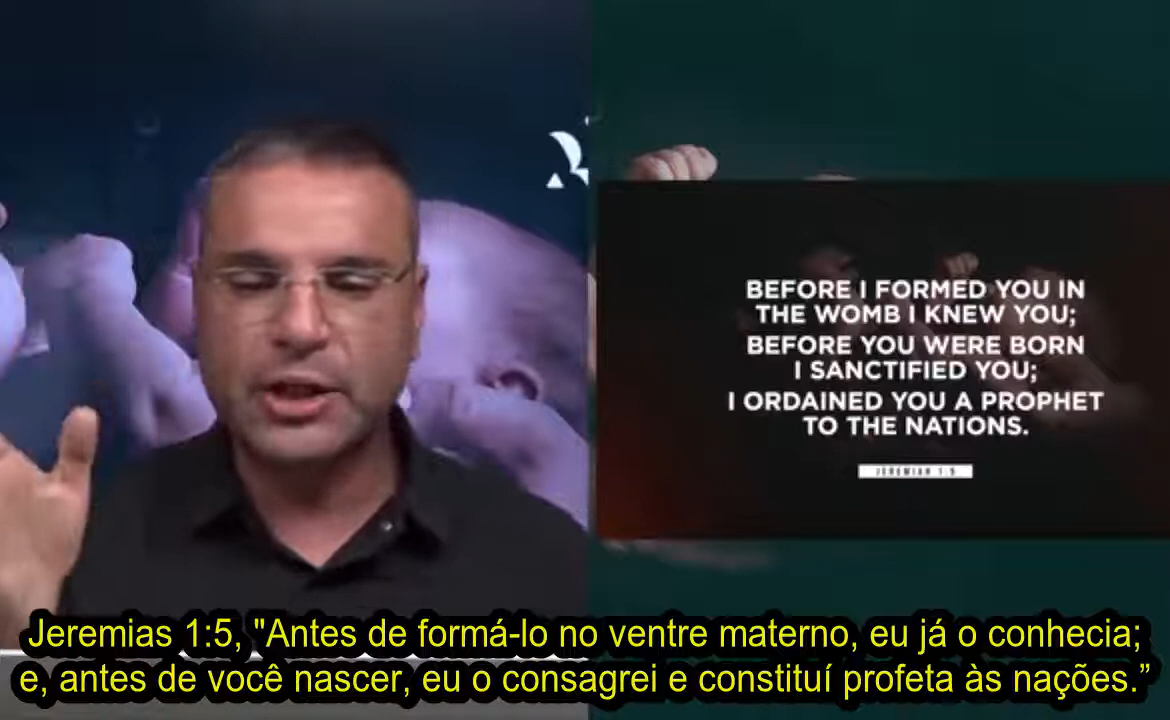 BEFORE I FORMED YOU IN
THE WOMB I KNEW YOU;
BEFORE YOU WERE BORN
I SANCTIFIED YOU;
I ORDAINED YOU A PROPHET
TO THE NATIONS.
JEREMIAH 1:5
Jeremias 1:5, "Antes de formá-lo no ventre materno, eu já o conhecia;
e, antes de você nascer, eu o consagrei e constituí profeta às nações.”